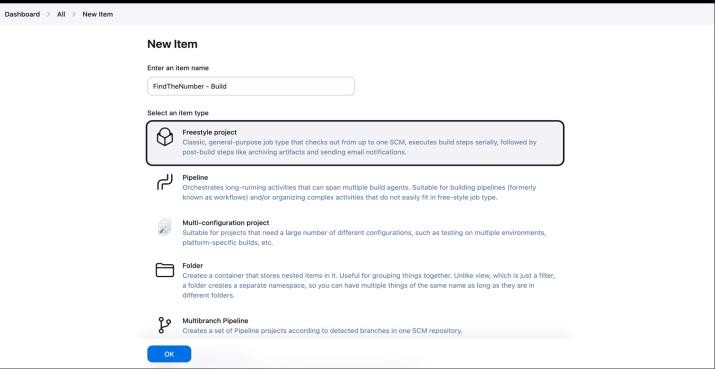 Dashboard > All > New Item
New Item
Enter an item name
FindTheNumber - Build
Select an item type
Freestyle project
Classic, general-purpose job type that checks out from up to one SCM, executes build steps serially, followed by
post-build steps like archiving artifacts and sending email notifications.
Pipeline
Orchestrates long-running activities that can span multiple build agents. Suitable for building pipelines (formerly
known as workflows) and/or organizing complex activities that do not easily fit in free-style job type.
Multi-configuration project
Suitable for projects that need a large number of different configurations, such as testing on multiple environments,
platform-specific builds, etc.
Folder
Creates a container that stores nested items in it. Useful for grouping things together. Unlike view, which is just a filter,
a folder creates a separate namespace, so you can have multiple things of the same name as long as they are in
different folders.
Multibranch Pipeline
Creates a set of Pipeline projects according to detected branches in one SCM repository.
OK